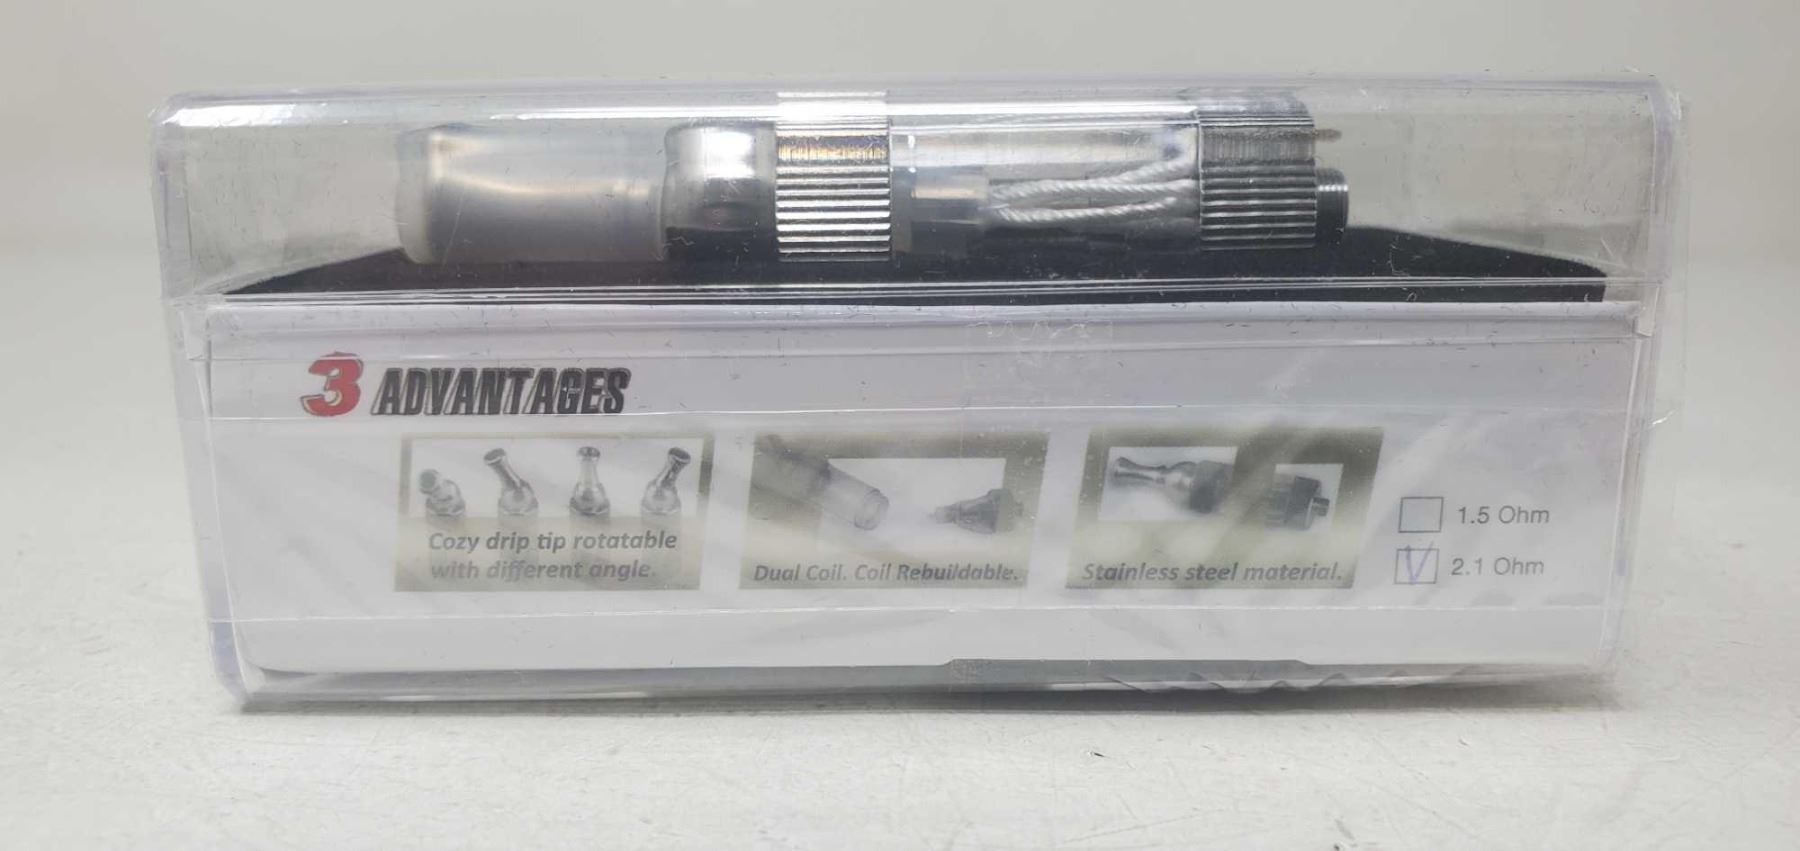 3 ADVANTAGES
Cozy drip tip rotatable
with different angle.
Dual Coil. Coil Rebuildable.
Stainless steel material.
1.5 Ohm
2.1 Ohm